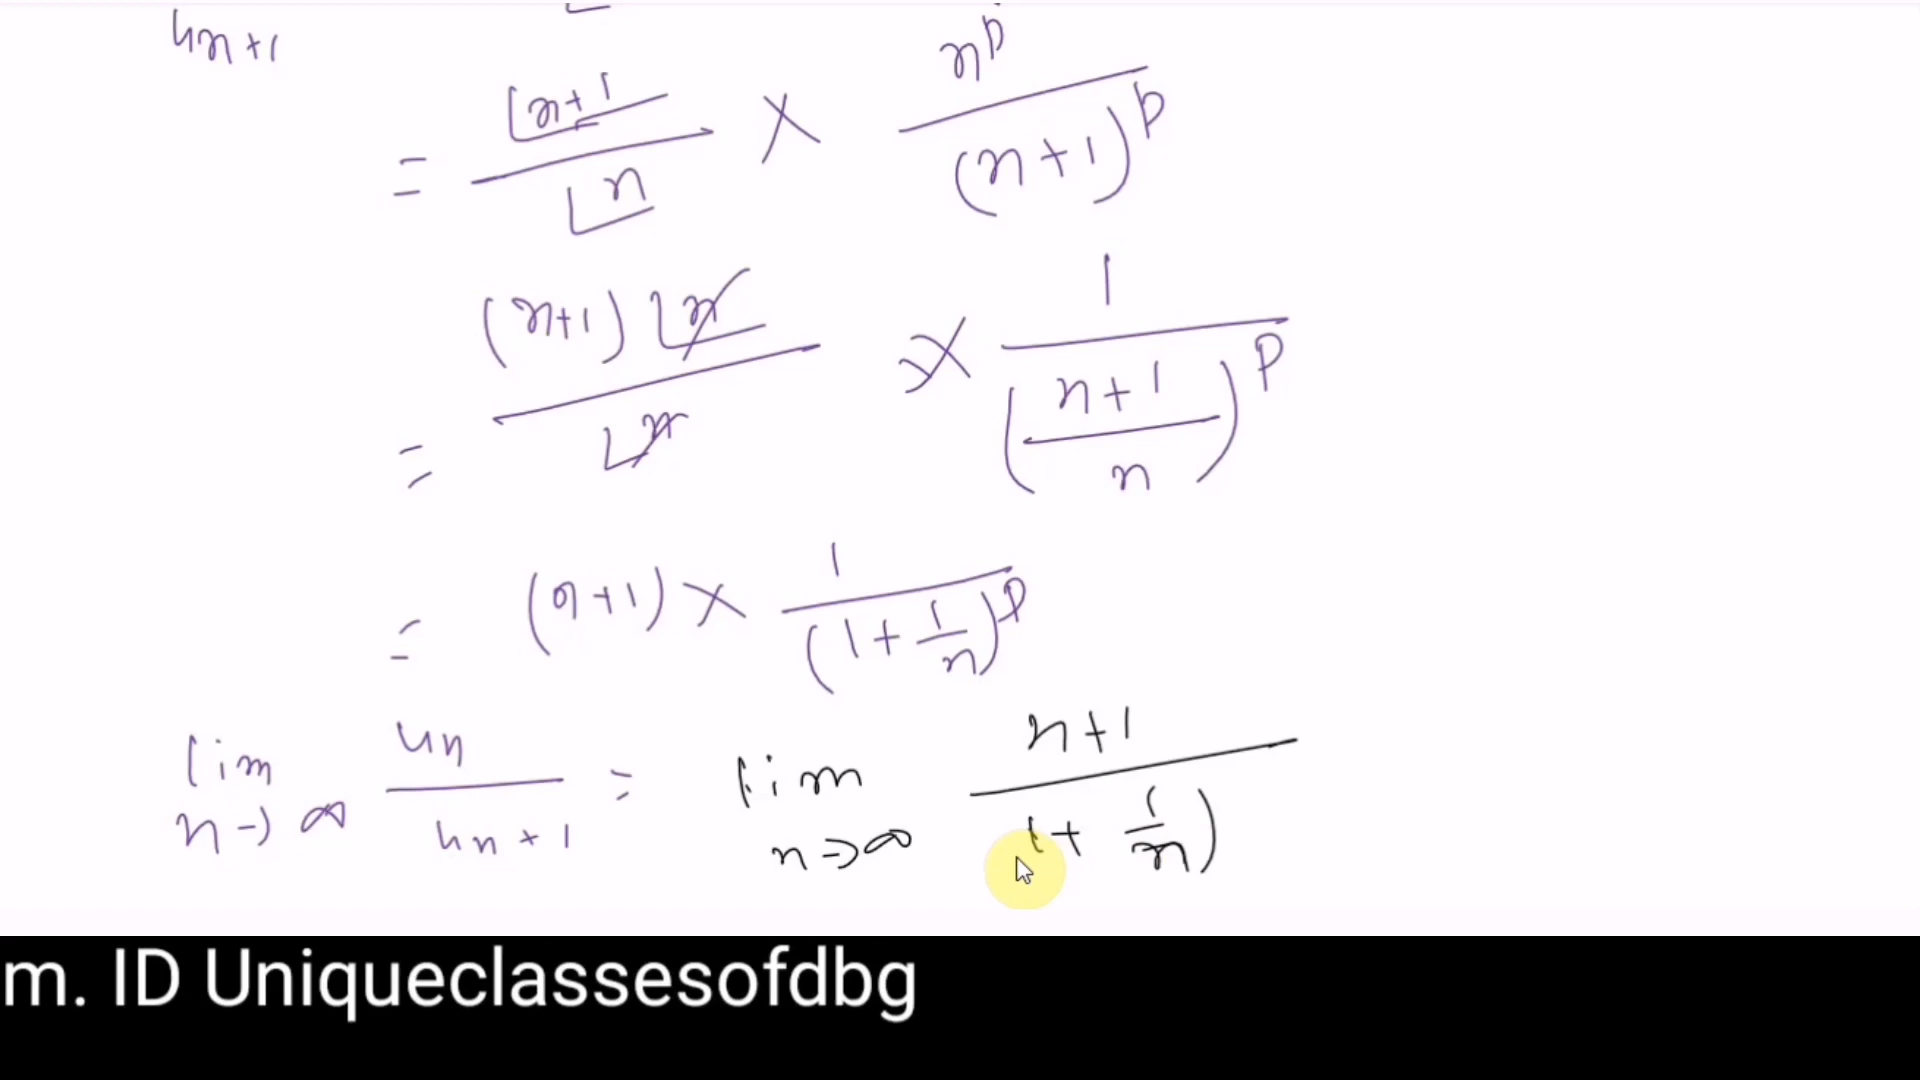 un+1
= ⌊n+1 / ⌊n × n^p / (n+1)^p
= (n+1) ⌊n / ⌊n × 1 / ((n+1)/n)^p
= (n+1) × 1 / (1 + 1/n)^p
lim n→∞ un / un+1 = lim n→∞ n+1 / 1 + 1/n)
m. ID Uniqueclassesofdbg